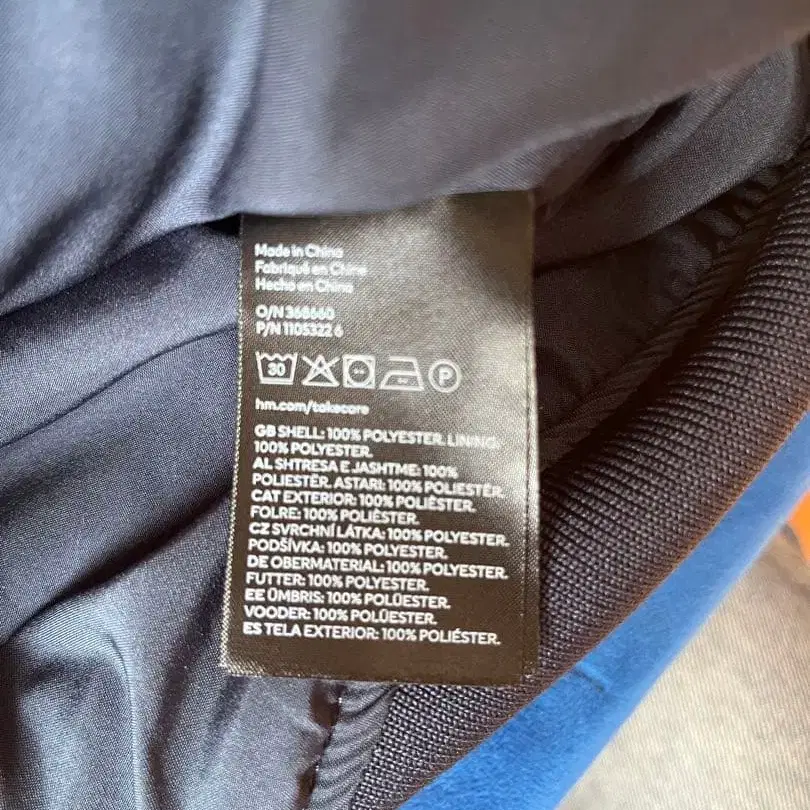 Made in China
Fabriqué en Chine
Hecho en China
O/N 368660
P/N 1105322 6
30
P
hm.com/takecare
GB SHELL: 100% POLYESTER. LINING:
100% POLYESTER.
AL SHTRESA E JASHTME: 100%
POLIESTËR. ASTARI: 100% POLIESTËR.
CAT EXTERIOR: 100% POLIÈSTER.
FOLRE: 100% POLIÈSTER.
CZ SVRCHNÍ LÁTKA: 100% POLYESTER.
PODŠÍVKA: 100% POLYESTER.
DE OBERMATERIAL: 100% POLYESTER.
FUTTER: 100% POLYESTER.
EE ÜMBRIS: 100% POLÜESTER.
VOODER: 100% POLÜESTER.
ES TELA EXTERIOR: 100% POLIÉSTER.